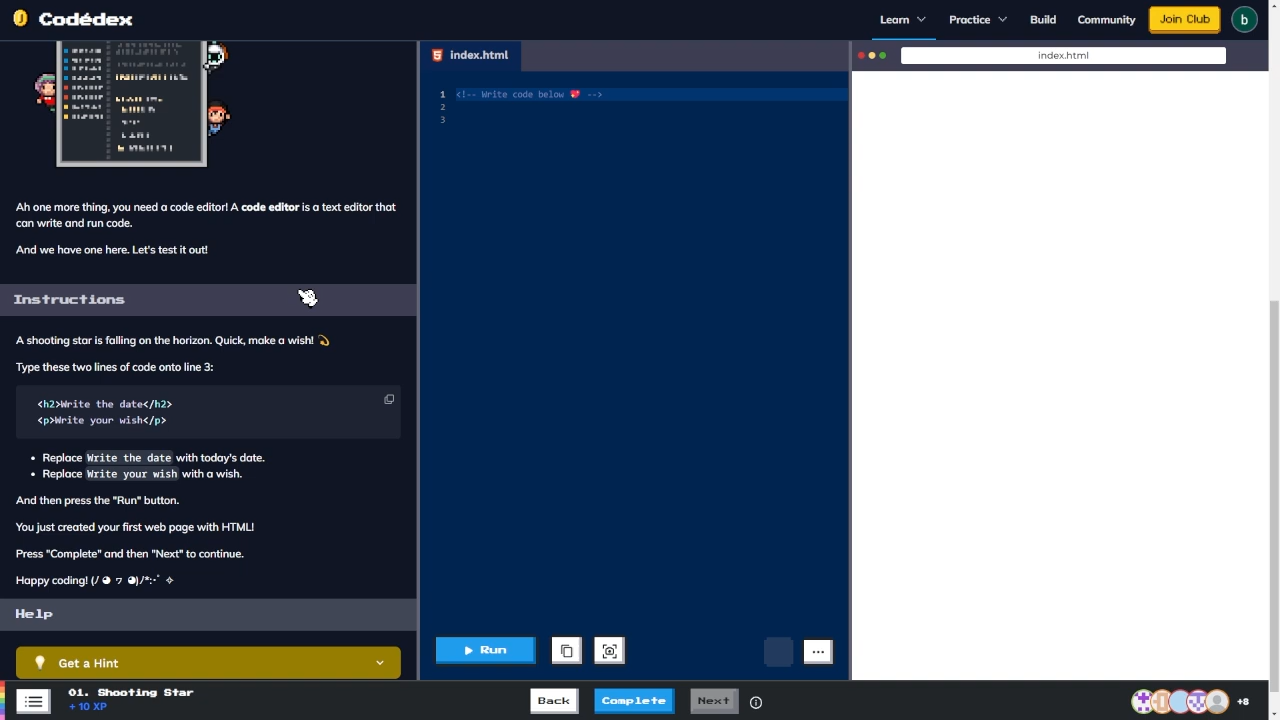 Codédex
Learn
Practice
Build
Community
Join Club
b
Ah one more thing, you need a code editor! A code editor is a text editor that
can write and run code.
And we have one here. Let's test it out!
Instructions
A shooting star is falling on the horizon. Quick, make a wish! 💫
Type these two lines of code onto line 3:
<h2>Write the date</h2>
<p>Write your wish</p>
• Replace Write the date with today's date.
• Replace Write your wish with a wish.
And then press the "Run" button.
You just created your first web page with HTML!
Press "Complete" and then "Next" to continue.
Happy coding! (ノ◕ヮ◕)ノ*:・゚✧
Help
Get a Hint
index.html
1 <!-- Write code below 💖 -->
2
3
Run
index.html
01. Shooting Star
+ 10 XP
Back
Complete
Next
+8